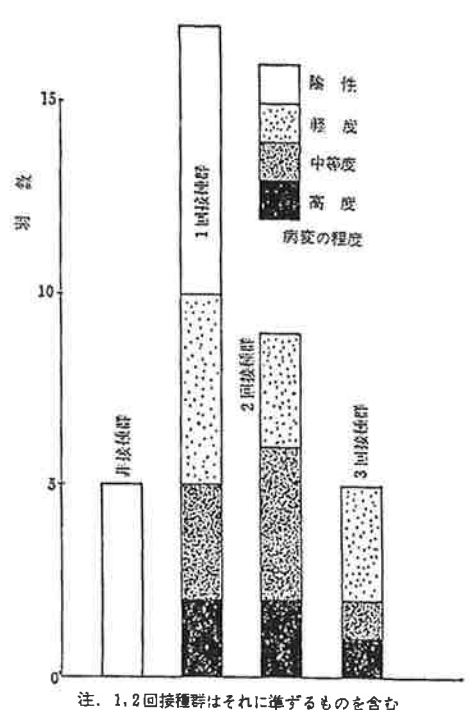 陰性
軽度
中等度
高度
病変の程度
15
10
5
0
羽数
非接種群
1回接種群
2回接種群
3回接種群
注. 1,2回接種群はそれに準ずるものを含む